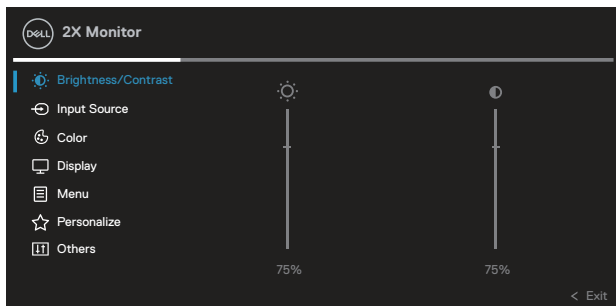 DELL 2X Monitor
Brightness/Contrast
Input Source
Color
Display
Menu
Personalize
Others
75% 75%
< Exit